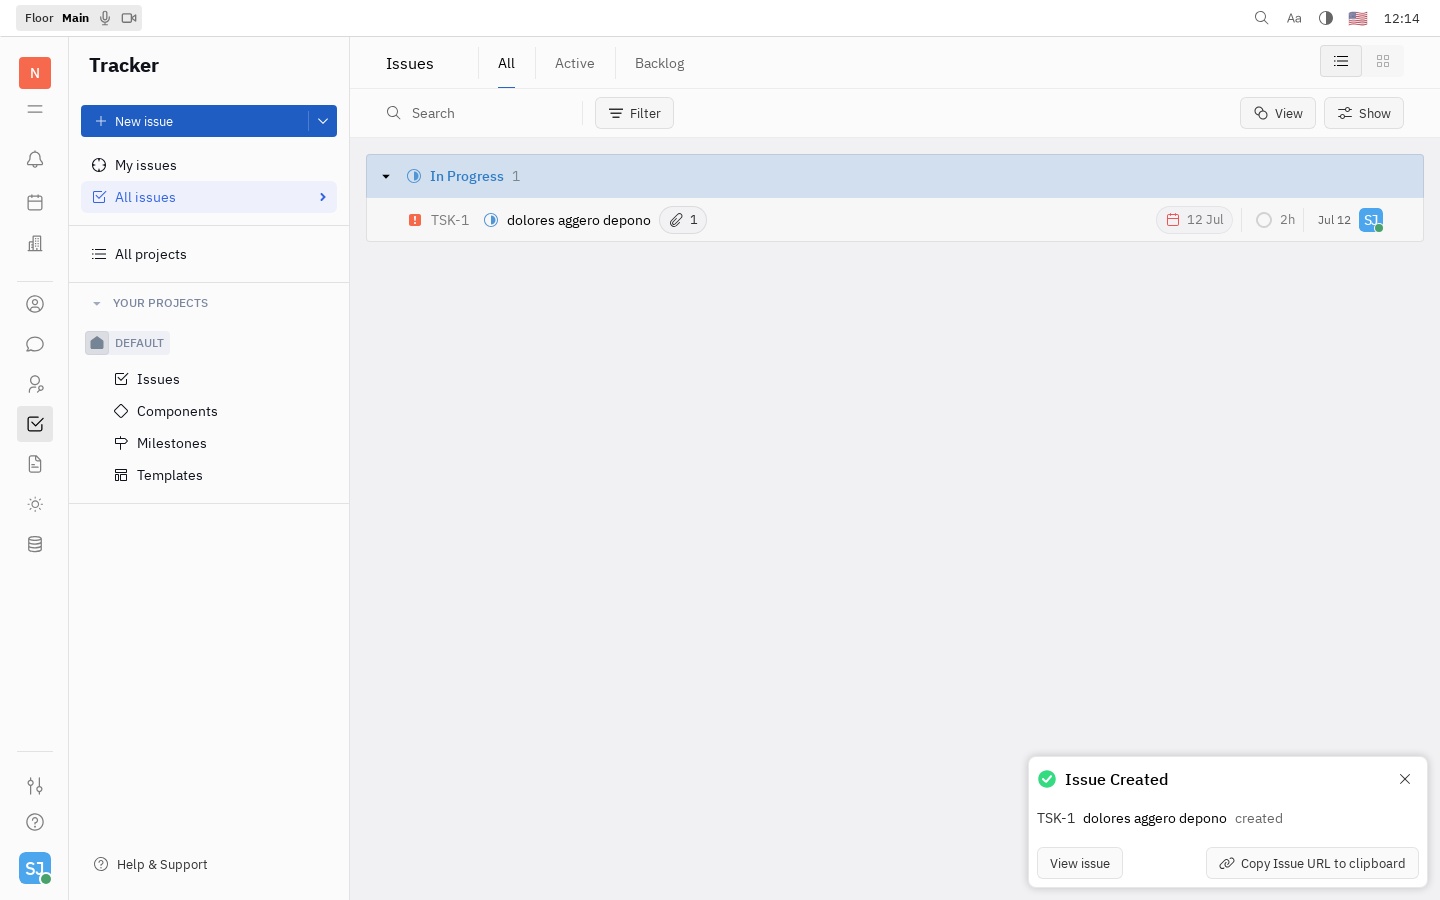 Floor Main
Aa
12:14
N
Tracker
New issue
My issues
All issues
All projects
YOUR PROJECTS
DEFAULT
Issues
Components
Milestones
Templates
Help & Support
SJ
Issues
All
Active
Backlog
Search
Filter
View
Show
In Progress 1
TSK-1 dolores aggero depono 1 12 Jul 2h Jul 12 SJ
Issue Created
TSK-1 dolores aggero depono created
View issue
Copy Issue URL to clipboard